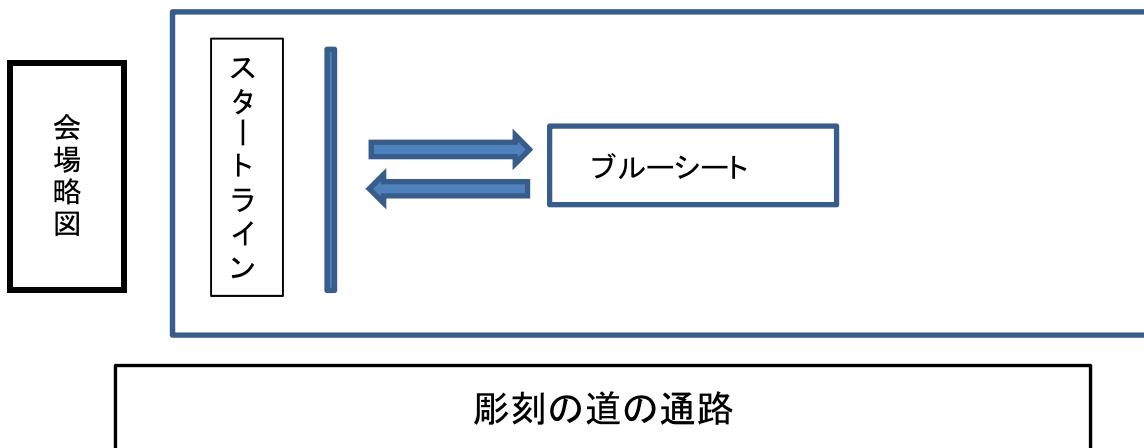 会場略図
スタートライン
ブルーシート
彫刻の道の通路